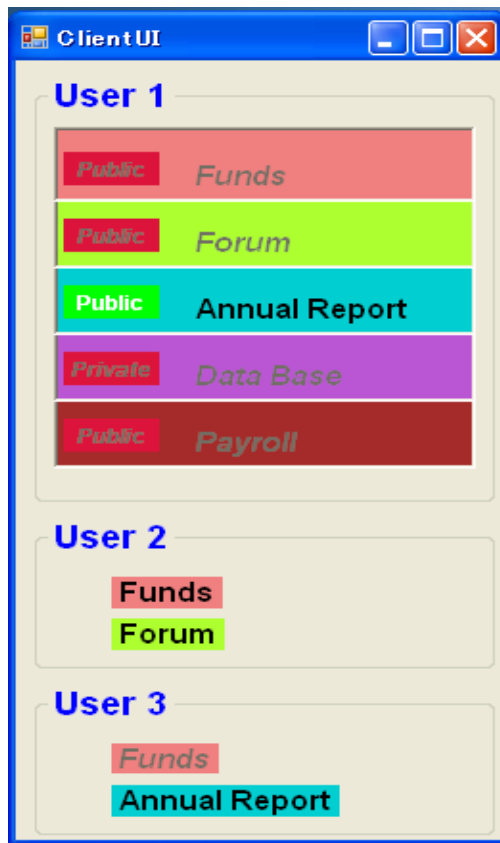 ClientUI
User 1
Public Funds
Public Forum
Public Annual Report
Private Data Base
Public Payroll
User 2
Funds
Forum
User 3
Funds
Annual Report